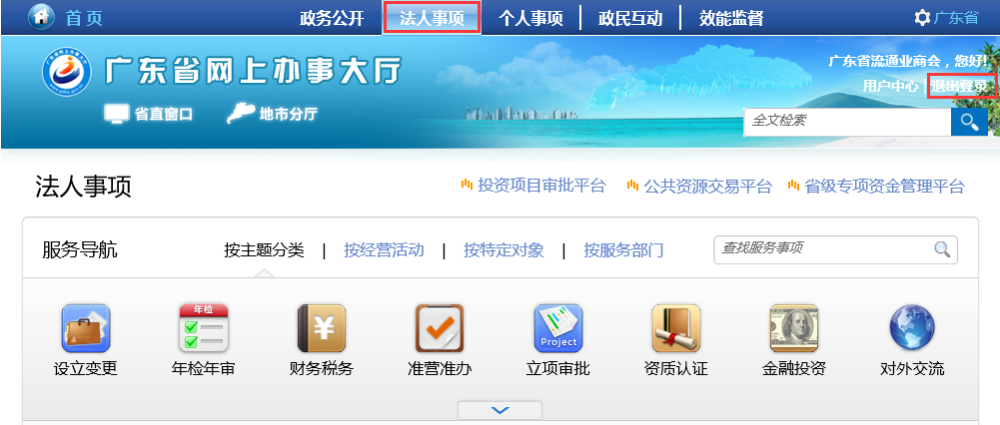 首 页 政务公开 法人事项 个人事项 政民互动 效能监督 广东省
广东省网上办事大厅
广东省流通业商会，您好!
用户中心 | 退出登录
省直窗口 地市分厅
全文检索
法人事项
投资项目审批平台 公共资源交易平台 省级专项资金管理平台
服务导航 按主题分类 | 按经营活动 | 按特定对象 | 按服务部门 查找服务事项
年检
¥
Project
设立变更 年检年审 财务税务 准营准办 立项审批 资质认证 金融投资 对外交流